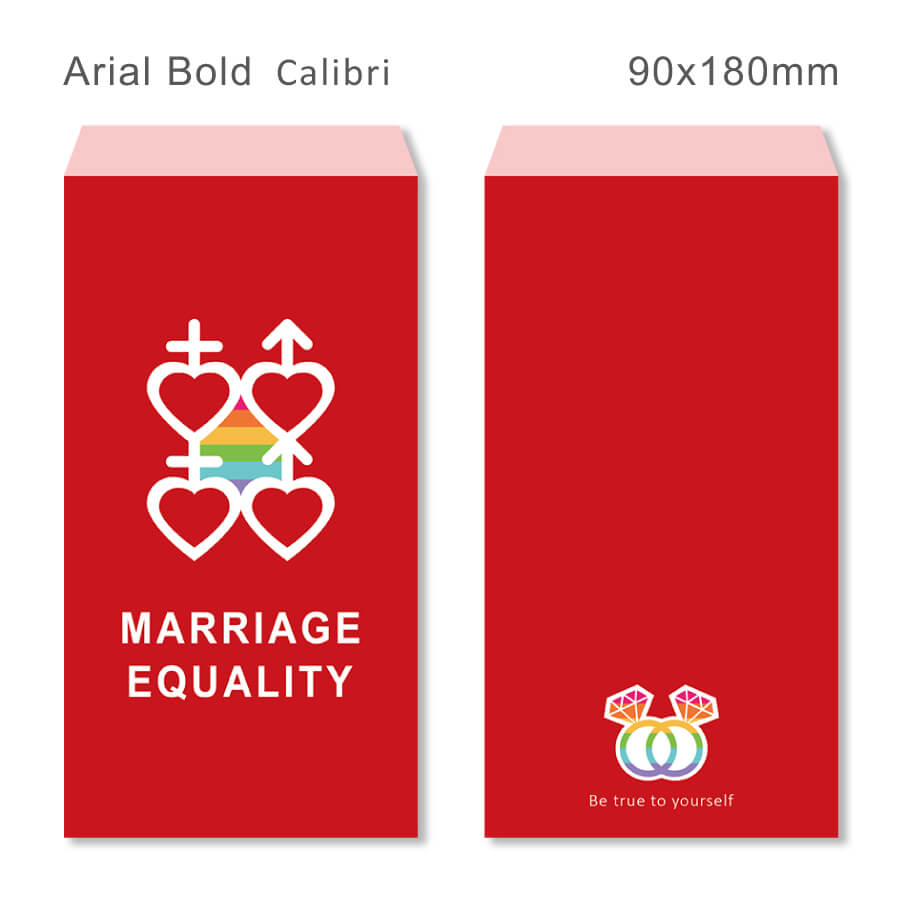 Arial Bold Calibri
90x180mm
MARRIAGE
EQUALITY
Be true to yourself